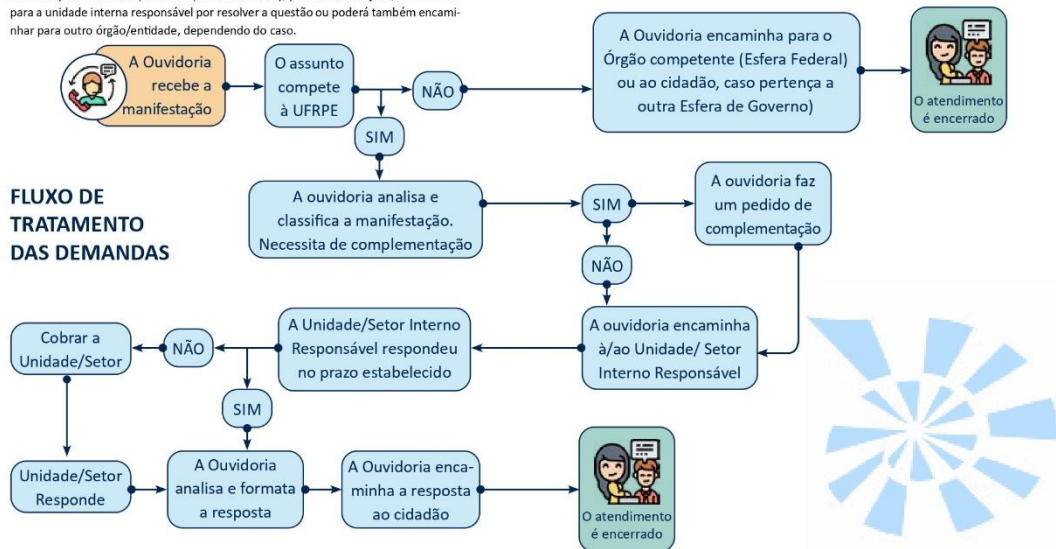 para a unidade interna responsável por resolver a questão ou poderá também encami-
nhar para outro órgão/entidade, dependendo do caso.
A Ouvidoria
recebe a
manifestação
O assunto
compete
à UFRPE
NÃO
A Ouvidoria encaminha para o
Órgão competente (Esfera Federal)
ou ao cidadão, caso pertença a
outra Esfera de Governo)
O atendimento
é encerrado
SIM
FLUXO DE
TRATAMENTO
DAS DEMANDAS
A ouvidoria analisa e
classifica a manifestação.
Necessita de complementação
SIM
A ouvidoria faz
um pedido de
complementação
NÃO
A ouvidoria encaminha
à/ao Unidade/ Setor
Interno Responsável
A Unidade/Setor Interno
Responsável respondeu
no prazo estabelecido
NÃO
Cobrar a
Unidade/Setor
SIM
Unidade/Setor
Responde
A Ouvidoria
analisa e formata
a resposta
A Ouvidoria enca-
minha a resposta
ao cidadão
O atendimento
é encerrado